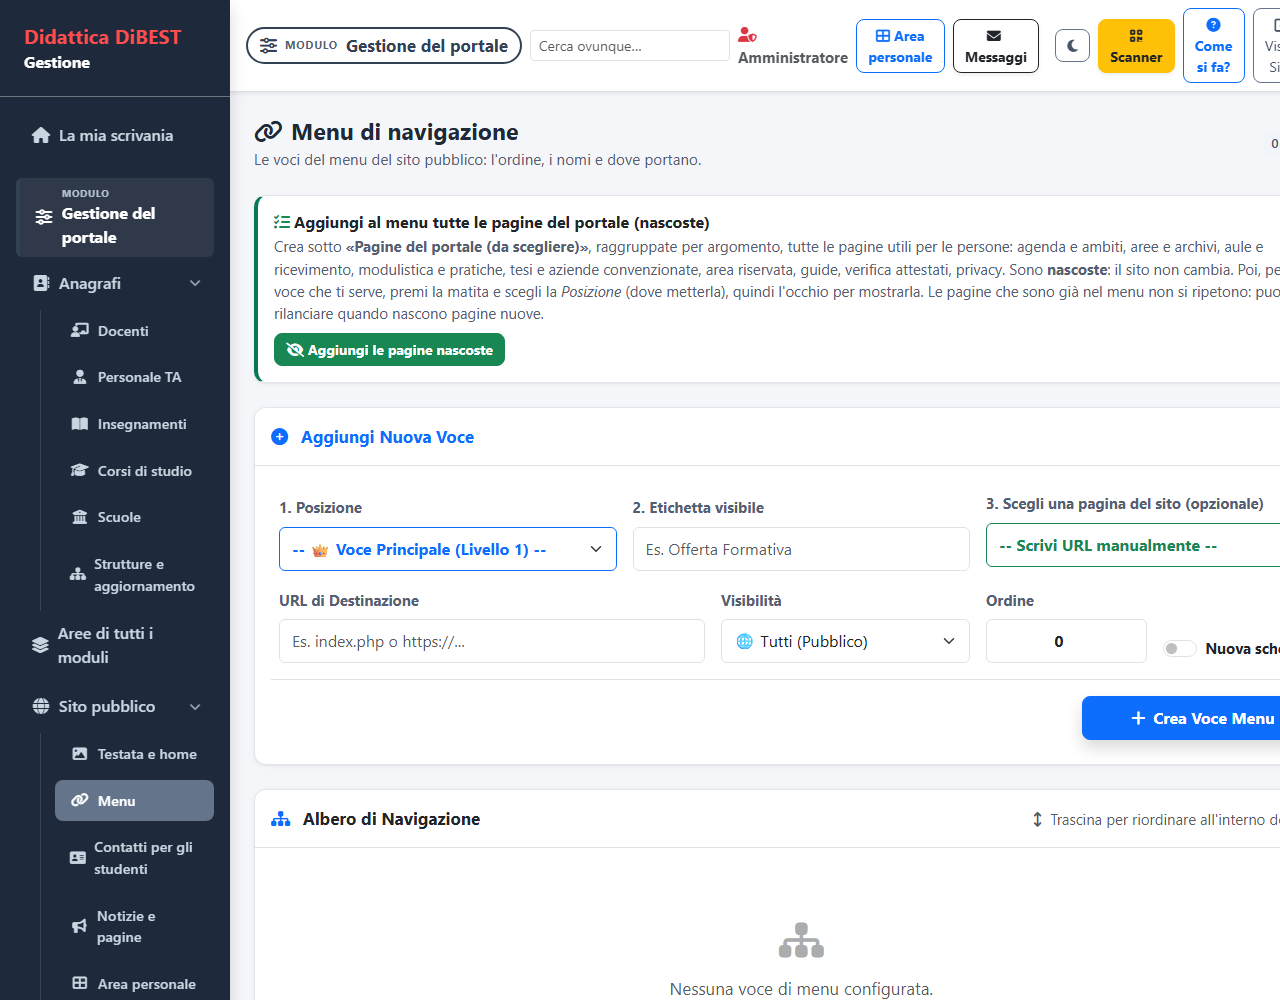 Didattica DiBEST
Gestione
La mia scrivania
MODULO
Gestione del
portale
Anagrafi
Docenti
Personale TA
Insegnamenti
Corsi di studio
Scuole
Strutture e
aggiornamento
Aree di tutti i
moduli
Sito pubblico
Testata e home
Menu
Contatti per gli
studenti
Notizie e
pagine
Area personale
MODULO Gestione del portale
Cerca ovunque...
Amministratore
Area
personale
Messaggi
Scanner
Come
si fa?
Menu di navigazione
Le voci del menu del sito pubblico: l'ordine, i nomi e dove portano.
0
Aggiungi al menu tutte le pagine del portale (nascoste)
Crea sotto «Pagine del portale (da scegliere)», raggruppate per argomento, tutte le pagine utili per le persone: agenda e ambiti, aree e archivi, aule e
ricevimento, modulistica e pratiche, tesi e aziende convenzionate, area riservata, guide, verifica attestati, privacy. Sono nascoste: il sito non cambia. Poi, pe
voce che ti serve, premi la matita e scegli la Posizione (dove metterla), quindi l'occhio per mostrarla. Le pagine che sono già nel menu non si ripetono: puo
rilanciare quando nascono pagine nuove.
Aggiungi le pagine nascoste
Aggiungi Nuova Voce
1. Posizione
-- 👑 Voce Principale (Livello 1) --
2. Etichetta visibile
Es. Offerta Formativa
3. Scegli una pagina del sito (opzionale)
-- Scrivi URL manualmente --
URL di Destinazione
Es. index.php o https://...
Visibilità
🌐 Tutti (Pubblico)
Ordine
0
Nuova sche
Crea Voce Menu
Albero di Navigazione
Trascina per riordinare all'interno de
Nessuna voce di menu configurata.